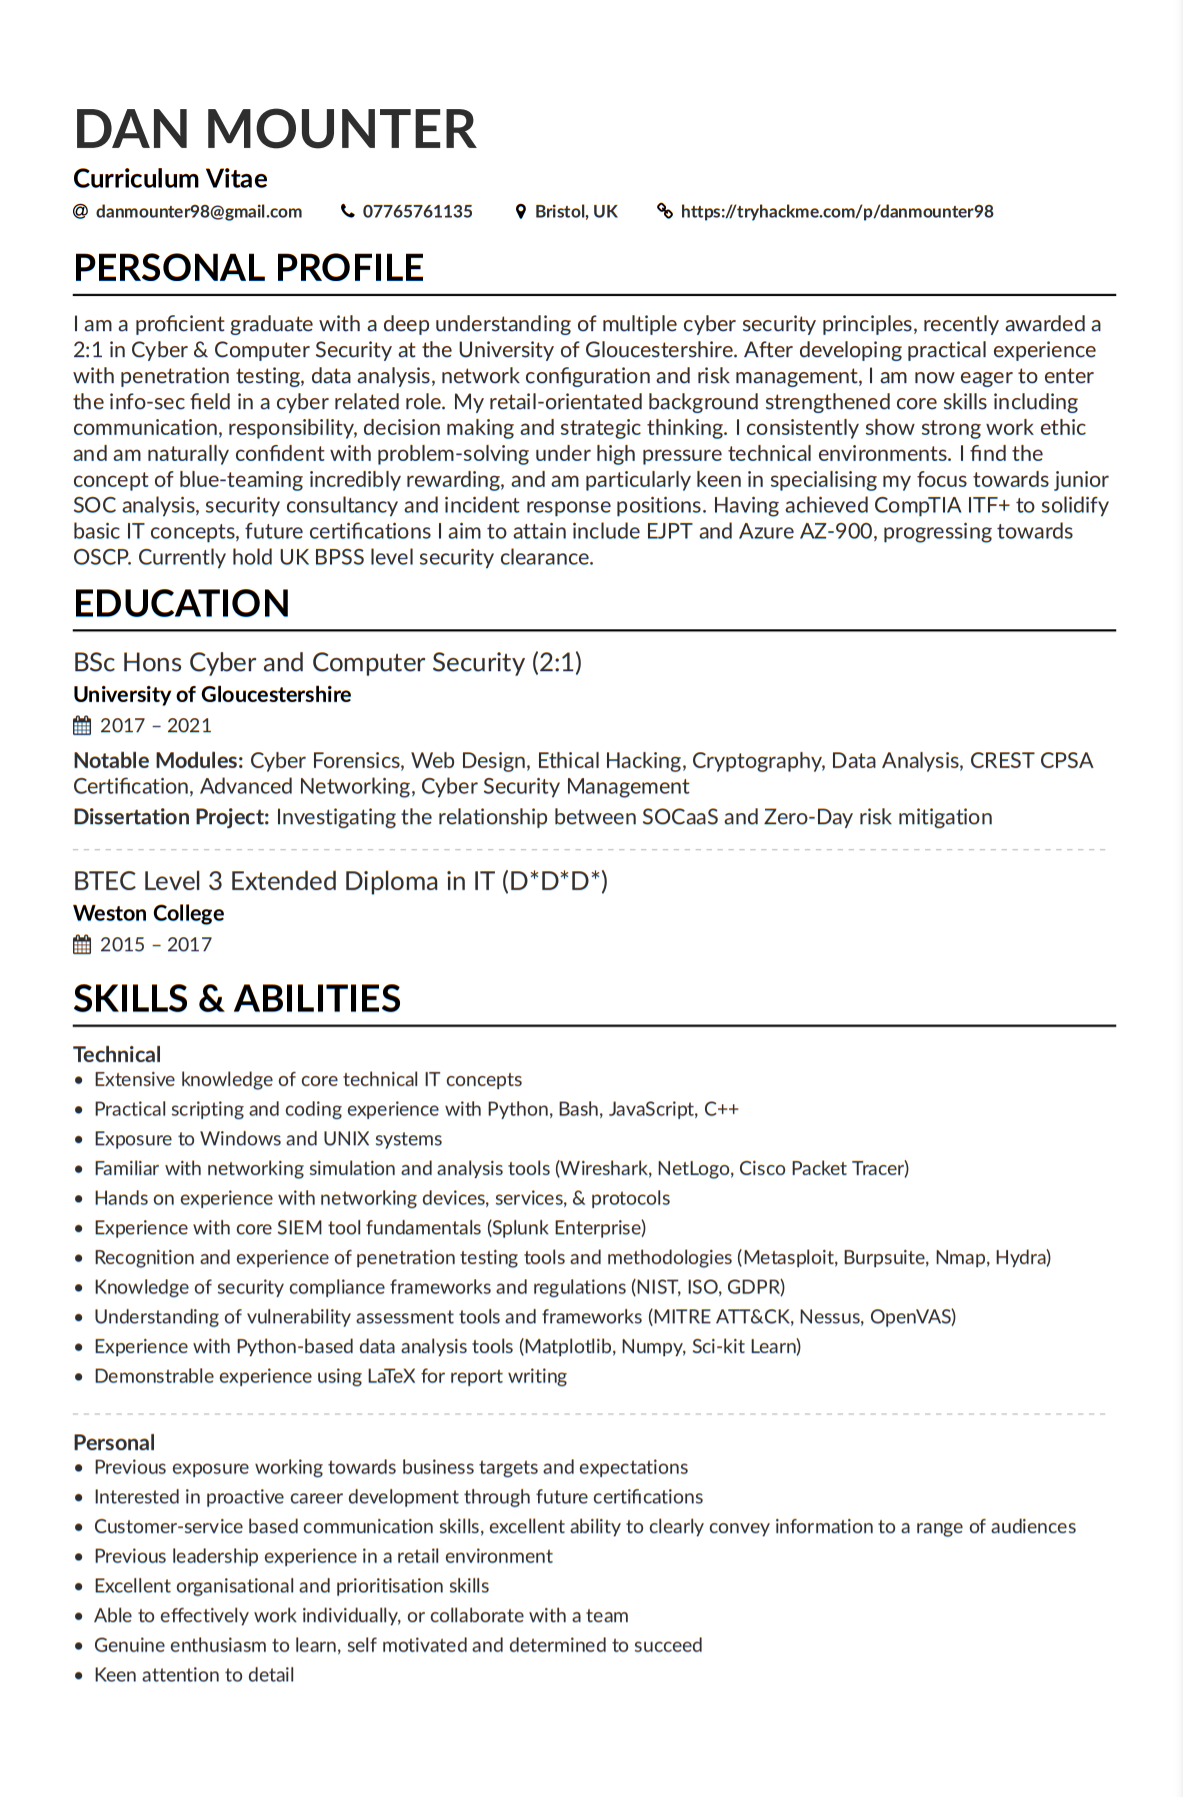 DAN MOUNTER
Curriculum Vitae
danmounter98@gmail.com 07765761135 Bristol, UK https://tryhackme.com/p/danmounter98
PERSONAL PROFILE
I am a proficient graduate with a deep understanding of multiple cyber security principles, recently awarded a
2:1 in Cyber & Computer Security at the University of Gloucestershire. After developing practical experience
with penetration testing, data analysis, network configuration and risk management, I am now eager to enter
the info-sec field in a cyber related role. My retail-orientated background strengthened core skills including
communication, responsibility, decision making and strategic thinking. I consistently show strong work ethic
and am naturally confident with problem-solving under high pressure technical environments. I find the
concept of blue-teaming incredibly rewarding, and am particularly keen in specialising my focus towards junior
SOC analysis, security consultancy and incident response positions. Having achieved CompTIA ITF+ to solidify
basic IT concepts, future certifications I aim to attain include EJPT and Azure AZ-900, progressing towards
OSCP. Currently hold UK BPSS level security clearance.
EDUCATION
BSc Hons Cyber and Computer Security (2:1)
University of Gloucestershire
2017 – 2021
Notable Modules: Cyber Forensics, Web Design, Ethical Hacking, Cryptography, Data Analysis, CREST CPSA
Certification, Advanced Networking, Cyber Security Management
Dissertation Project: Investigating the relationship between SOCaaS and Zero-Day risk mitigation
BTEC Level 3 Extended Diploma in IT (D*D*D*)
Weston College
2015 – 2017
SKILLS & ABILITIES
Technical
• Extensive knowledge of core technical IT concepts
• Practical scripting and coding experience with Python, Bash, JavaScript, C++
• Exposure to Windows and UNIX systems
• Familiar with networking simulation and analysis tools (Wireshark, NetLogo, Cisco Packet Tracer)
• Hands on experience with networking devices, services, & protocols
• Experience with core SIEM tool fundamentals (Splunk Enterprise)
• Recognition and experience of penetration testing tools and methodologies (Metasploit, Burpsuite, Nmap, Hydra)
• Knowledge of security compliance frameworks and regulations (NIST, ISO, GDPR)
• Understanding of vulnerability assessment tools and frameworks (MITRE ATT&CK, Nessus, OpenVAS)
• Experience with Python-based data analysis tools (Matplotlib, Numpy, Sci-kit Learn)
• Demonstrable experience using LaTeX for report writing
Personal
• Previous exposure working towards business targets and expectations
• Interested in proactive career development through future certifications
• Customer-service based communication skills, excellent ability to clearly convey information to a range of audiences
• Previous leadership experience in a retail environment
• Excellent organisational and prioritisation skills
• Able to effectively work individually, or collaborate with a team
• Genuine enthusiasm to learn, self motivated and determined to succeed
• Keen attention to detail